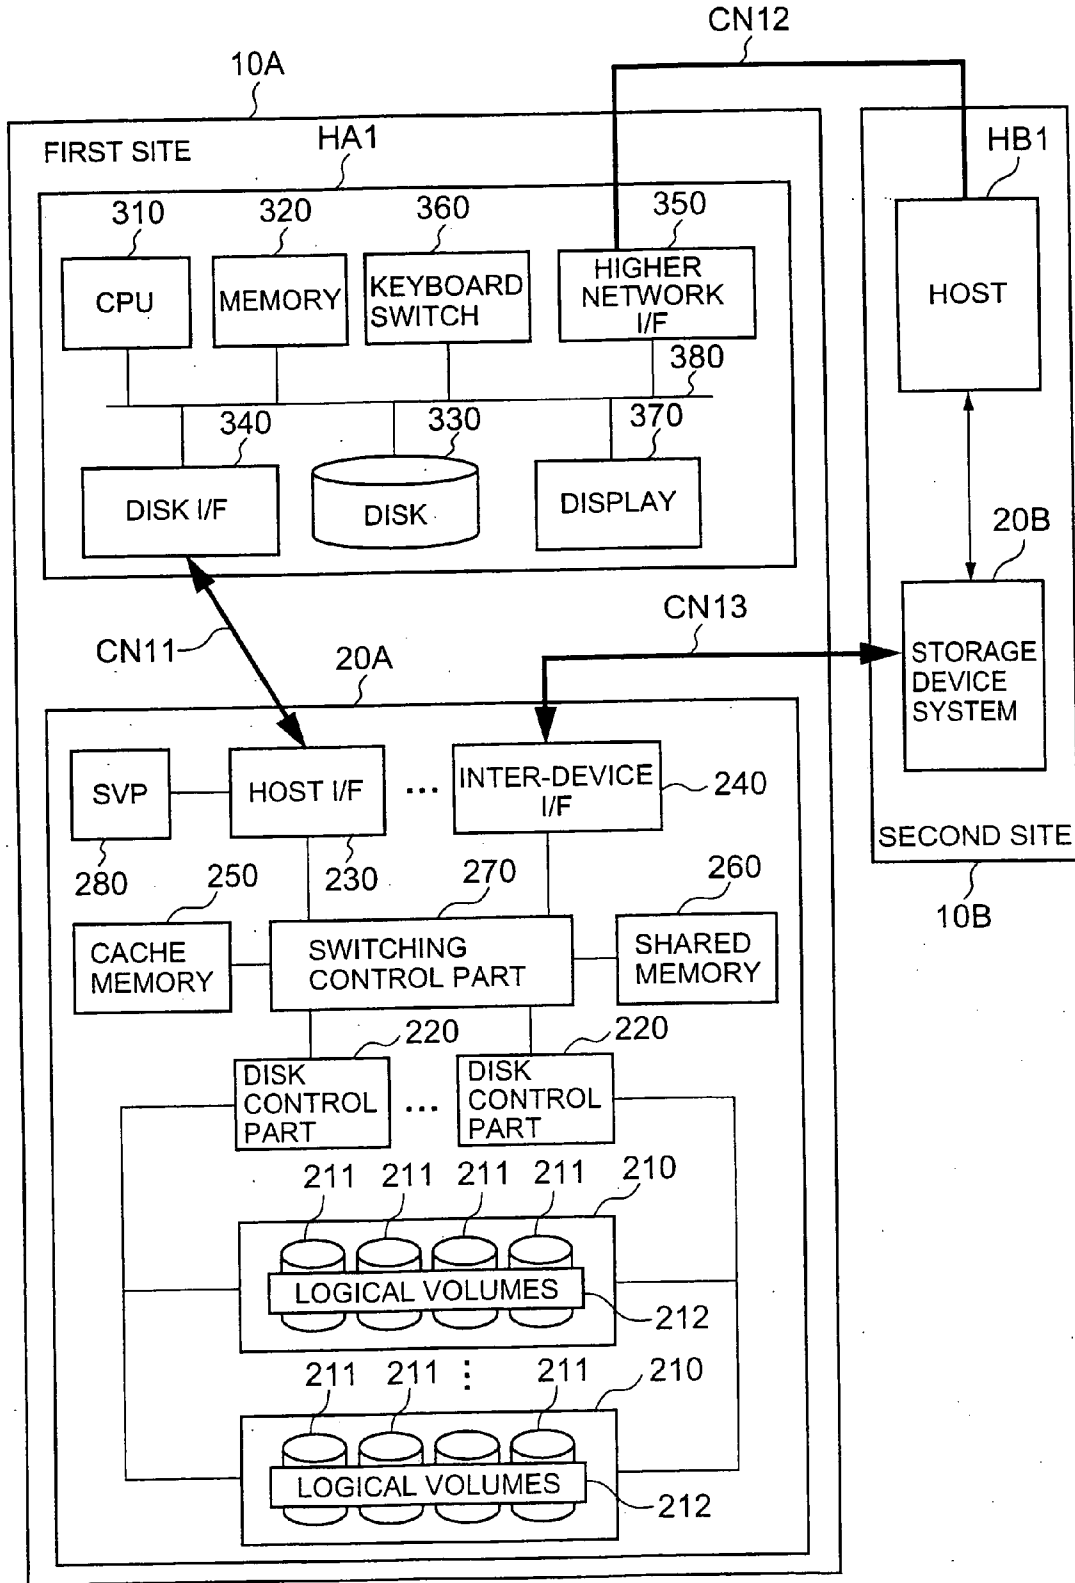 CN12
10A
FIRST SITE
HA1
HB1
310
320
360
350
CPU
MEMORY
KEYBOARD
SWITCH
HIGHER
NETWORK
I/F
HOST
380
340
330
370
DISK I/F
DISK
DISPLAY
20B
CN11
CN13
20A
STORAGE
DEVICE
SYSTEM
SVP
HOST I/F
...
INTER-DEVICE
I/F
240
SECOND SITE
280
250
230
270
260
10B
CACHE
MEMORY
SWITCHING
CONTROL PART
SHARED
MEMORY
220
220
DISK
CONTROL
PART
...
DISK
CONTROL
PART
211
211
211
211
210
LOGICAL VOLUMES
212
211
211
211
210
LOGICAL VOLUMES
212